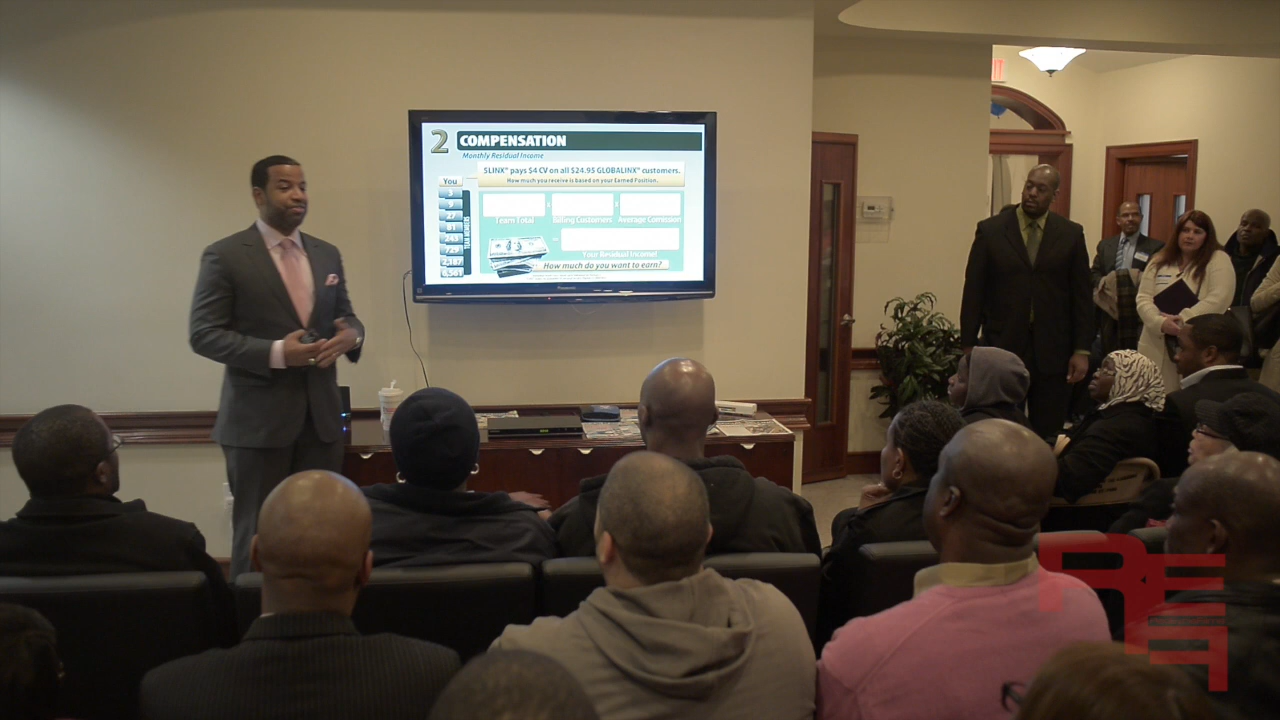 2 COMPENSATION
Monthly Residual Income
5LINX® pays $4 CV on all $24.95 GLOBALINX® customers.
How much you receive is based on your Earned Position.
You
3
9
27
81
243
729
2,187
6,561
TEAM MEMBERS
Team Total x Billing Customers x Average Comission
=
Your Residual Income!
How much do you want to earn?
Panasonic